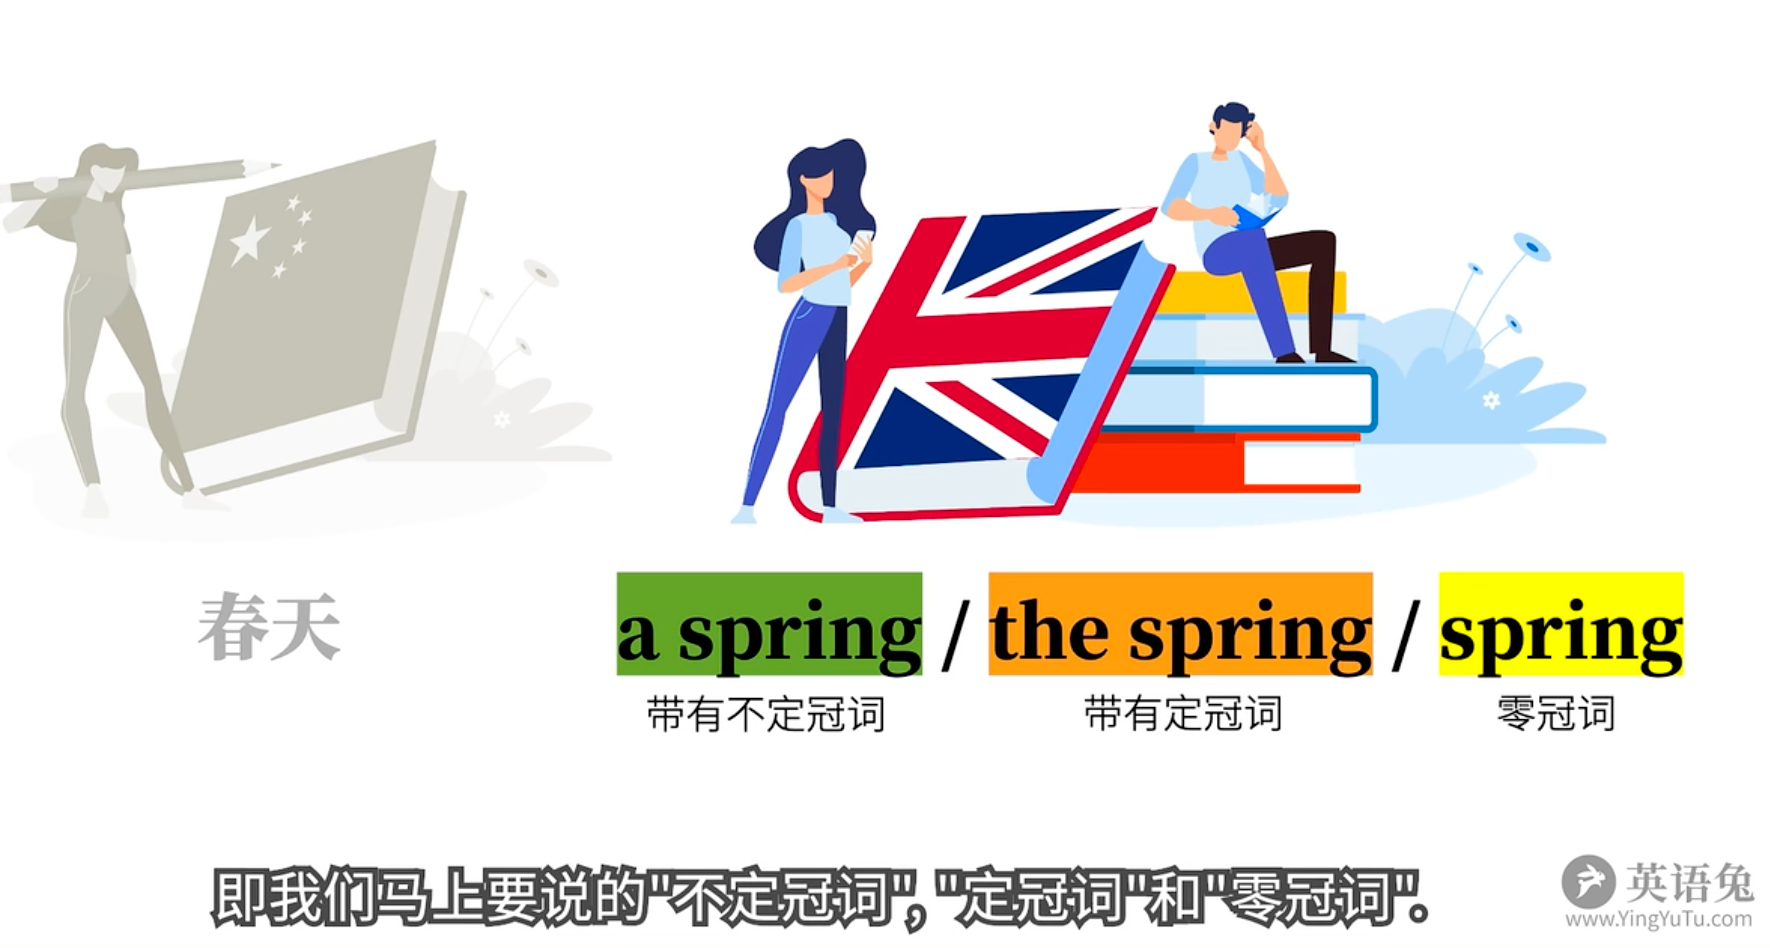 春天
a spring / the spring / spring
带有不定冠词 带有定冠词 零冠词
即我们马上要说的"不定冠词","定冠词"和"零冠词"。
英语兔
www.YingYuTu.com